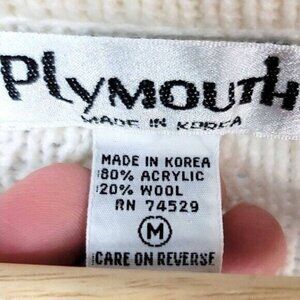 PLYMOUTH
MADE IN KOREA
MADE IN KOREA
80% ACRYLIC
20% WOOL
RN 74529
M
CARE ON REVERSE